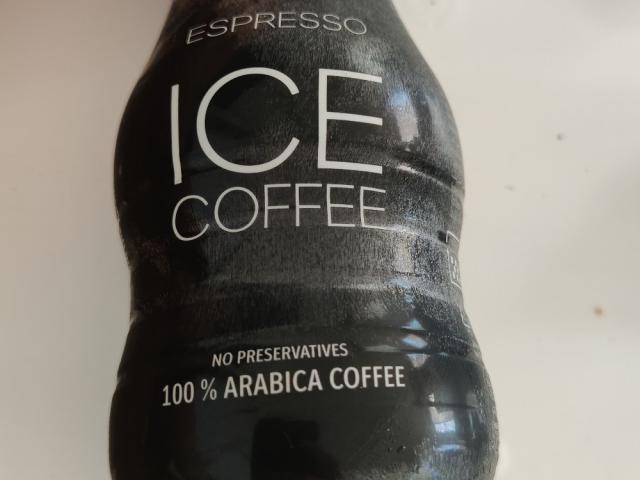 ESPRESSO
ICE
COFFEE
NO PRESERVATIVES
100 % ARABICA COFFEE